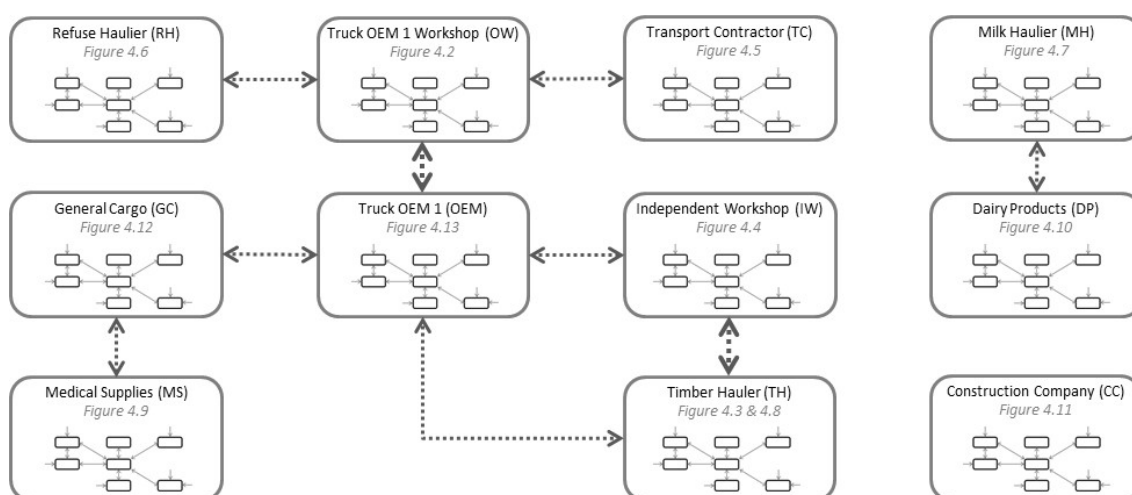 Refuse Haulier (RH)
Figure 4.6
Truck OEM 1 Workshop (OW)
Figure 4.2
Transport Contractor (TC)
Figure 4.5
Milk Haulier (MH)
Figure 4.7
General Cargo (GC)
Figure 4.12
Truck OEM 1 (OEM)
Figure 4.13
Independent Workshop (IW)
Figure 4.4
Dairy Products (DP)
Figure 4.10
Medical Supplies (MS)
Figure 4.9
Timber Hauler (TH)
Figure 4.3 & 4.8
Construction Company (CC)
Figure 4.11